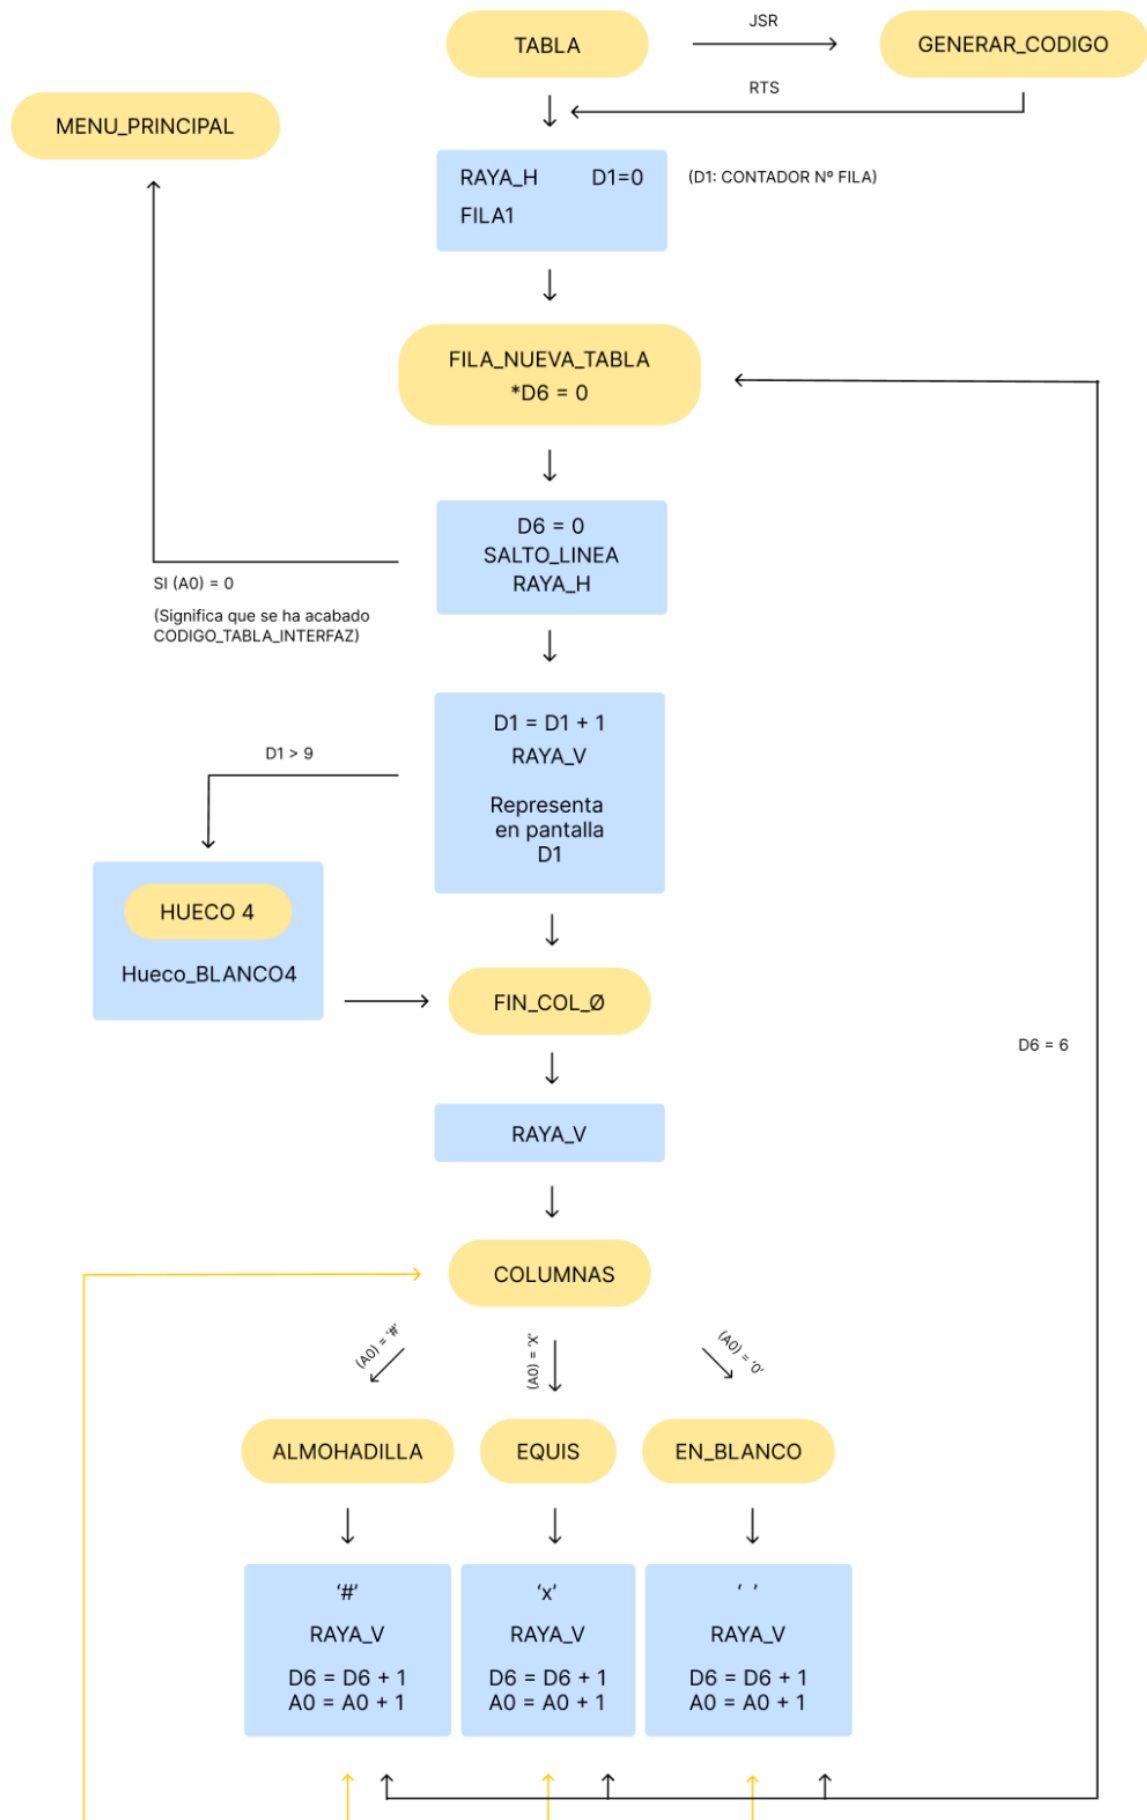 TABLA
JSR
GENERAR_CODIGO
RTS
MENU_PRINCIPAL
RAYA_H D1=0
(D1: CONTADOR Nº FILA)
FILA1
FILA_NUEVA_TABLA
*D6 = 0
D6 = 0
SALTO_LINEA
RAYA_H
SI (A0) = 0
(Significa que se ha acabado
CODIGO_TABLA_INTERFAZ)
D1 = D1 + 1
RAYA_V
Representa
en pantalla
D1
D1 > 9
HUECO 4
Hueco_BLANCO4
FIN_COL_Ø
D6 = 6
RAYA_V
COLUMNAS
(A0) = '#'
(A0) = 'X'
(A0) = '0'
ALMOHADILLA
EQUIS
EN_BLANCO
'#'
RAYA_V
D6 = D6 + 1
A0 = A0 + 1
'x'
RAYA_V
D6 = D6 + 1
A0 = A0 + 1
' '
RAYA_V
D6 = D6 + 1
A0 = A0 + 1